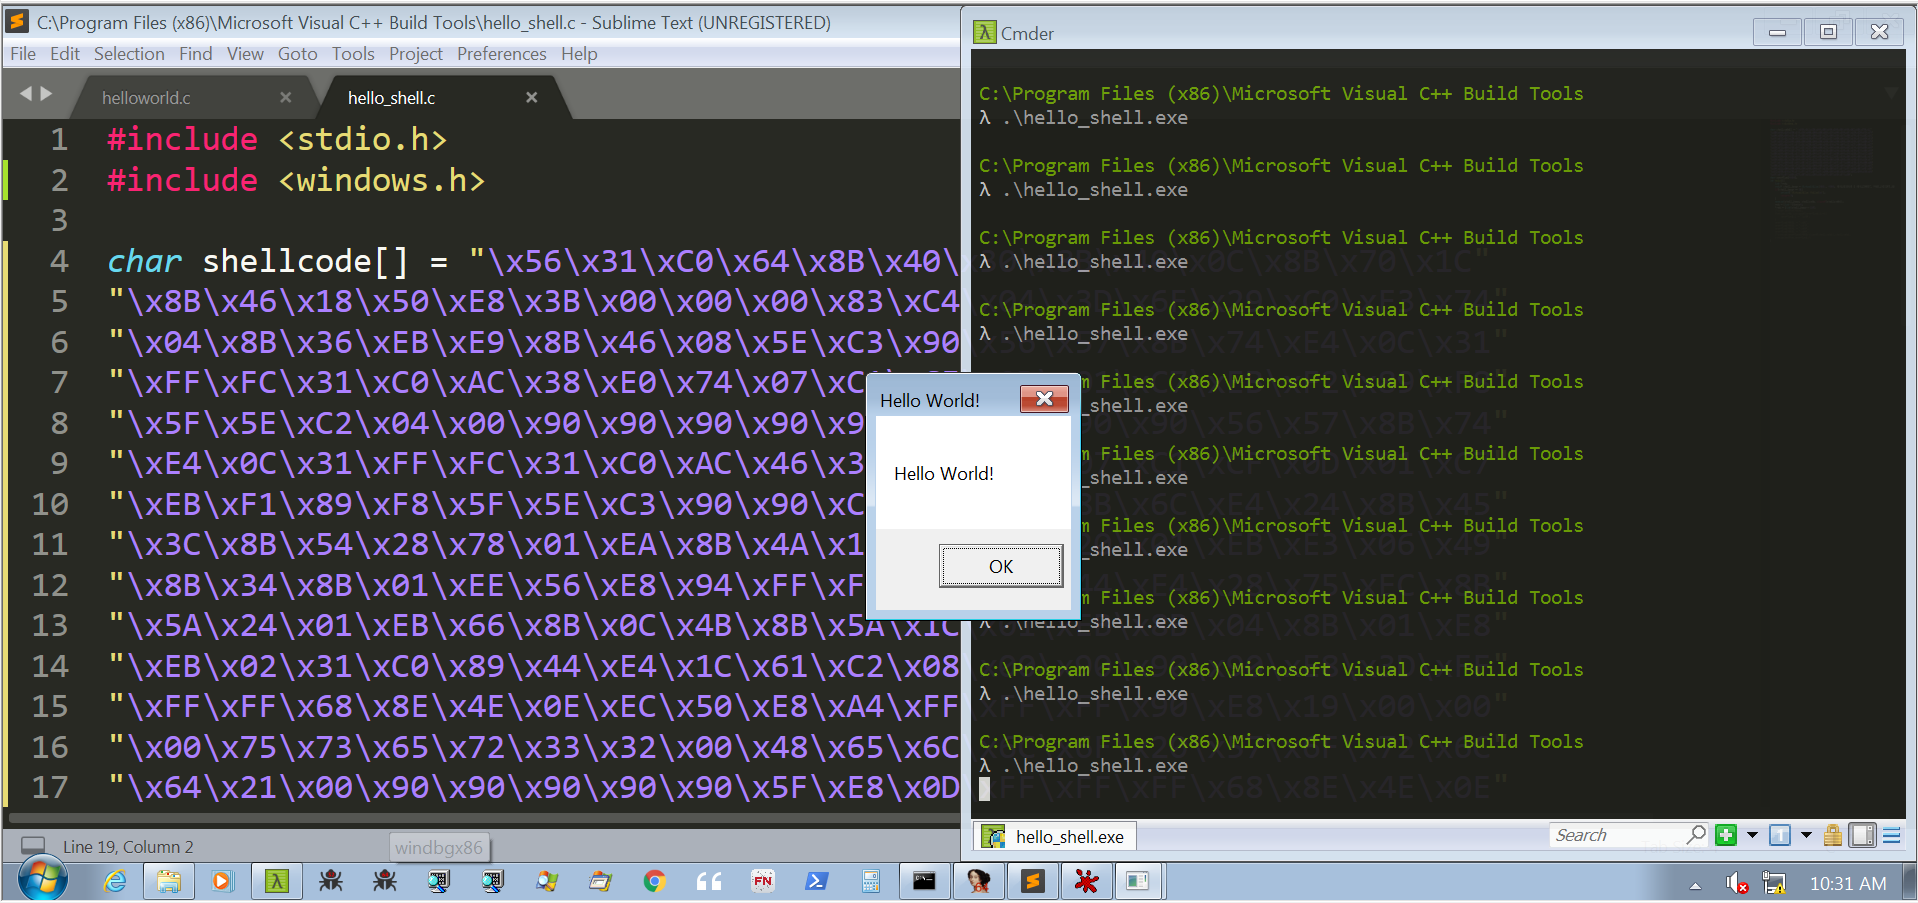 C:\Program Files (x86)\Microsoft Visual C++ Build Tools\hello_shell.c - Sublime Text (UNREGISTERED)
File Edit Selection Find View Goto Tools Project Preferences Help
helloworld.c
hello_shell.c
1 #include <stdio.h>
2 #include <windows.h>
3
4 char shellcode[] = "\x56\x31\xC0\x64\x8B\x40\
5 "\x8B\x46\x18\x50\xE8\x3B\x00\x00\x00\x83\xC4
6 "\x04\x8B\x36\xEB\xE9\x8B\x46\x08\x5E\xC3\x90
7 "\xFF\xFC\x31\xC0\xAC\x38\xE0\x74\x07\xC
8 "\x5F\x5E\xC2\x04\x00\x90\x90\x90\x90\x9
9 "\xE4\x0C\x31\xFF\xFC\x31\xC0\xAC\x46\x3
10 "\xEB\xF1\x89\xF8\x5F\x5E\xC3\x90\x90\xC
11 "\x3C\x8B\x54\x28\x78\x01\xEA\x8B\x4A\x1
12 "\x8B\x34\x8B\x01\xEE\x56\xE8\x94\xFF\xF
13 "\x5A\x24\x01\xEB\x66\x8B\x0C\x4B\x8B\x5A\x1C
14 "\xEB\x02\x31\xC0\x89\x44\xE4\x1C\x61\xC2\x08
15 "\xFF\xFF\x68\x8E\x4E\x0E\xEC\x50\xE8\xA4\xFF
16 "\x00\x75\x73\x65\x72\x33\x32\x00\x48\x65\x6C
17 "\x64\x21\x00\x90\x90\x90\x90\x90\x5F\xE8\x0D
Line 19, Column 2
windbgx86
Cmder
C:\Program Files (x86)\Microsoft Visual C++ Build Tools
λ .\hello_shell.exe
C:\Program Files (x86)\Microsoft Visual C++ Build Tools
λ .\hello_shell.exe
C:\Program Files (x86)\Microsoft Visual C++ Build Tools
λ .\hello_shell.exe
C:\Program Files (x86)\Microsoft Visual C++ Build Tools
λ .\hello_shell.exe
m Files (x86)\Microsoft Visual C++ Build Tools
_shell.exe
m Files (x86)\Microsoft Visual C++ Build Tools
_shell.exe
m Files (x86)\Microsoft Visual C++ Build Tools
_shell.exe
m Files (x86)\Microsoft Visual C++ Build Tools
λ .\hello_shell.exe
C:\Program Files (x86)\Microsoft Visual C++ Build Tools
λ .\hello_shell.exe
C:\Program Files (x86)\Microsoft Visual C++ Build Tools
λ .\hello_shell.exe
Hello World!
Hello World!
OK
hello_shell.exe
Search
1
FN
10:31 AM